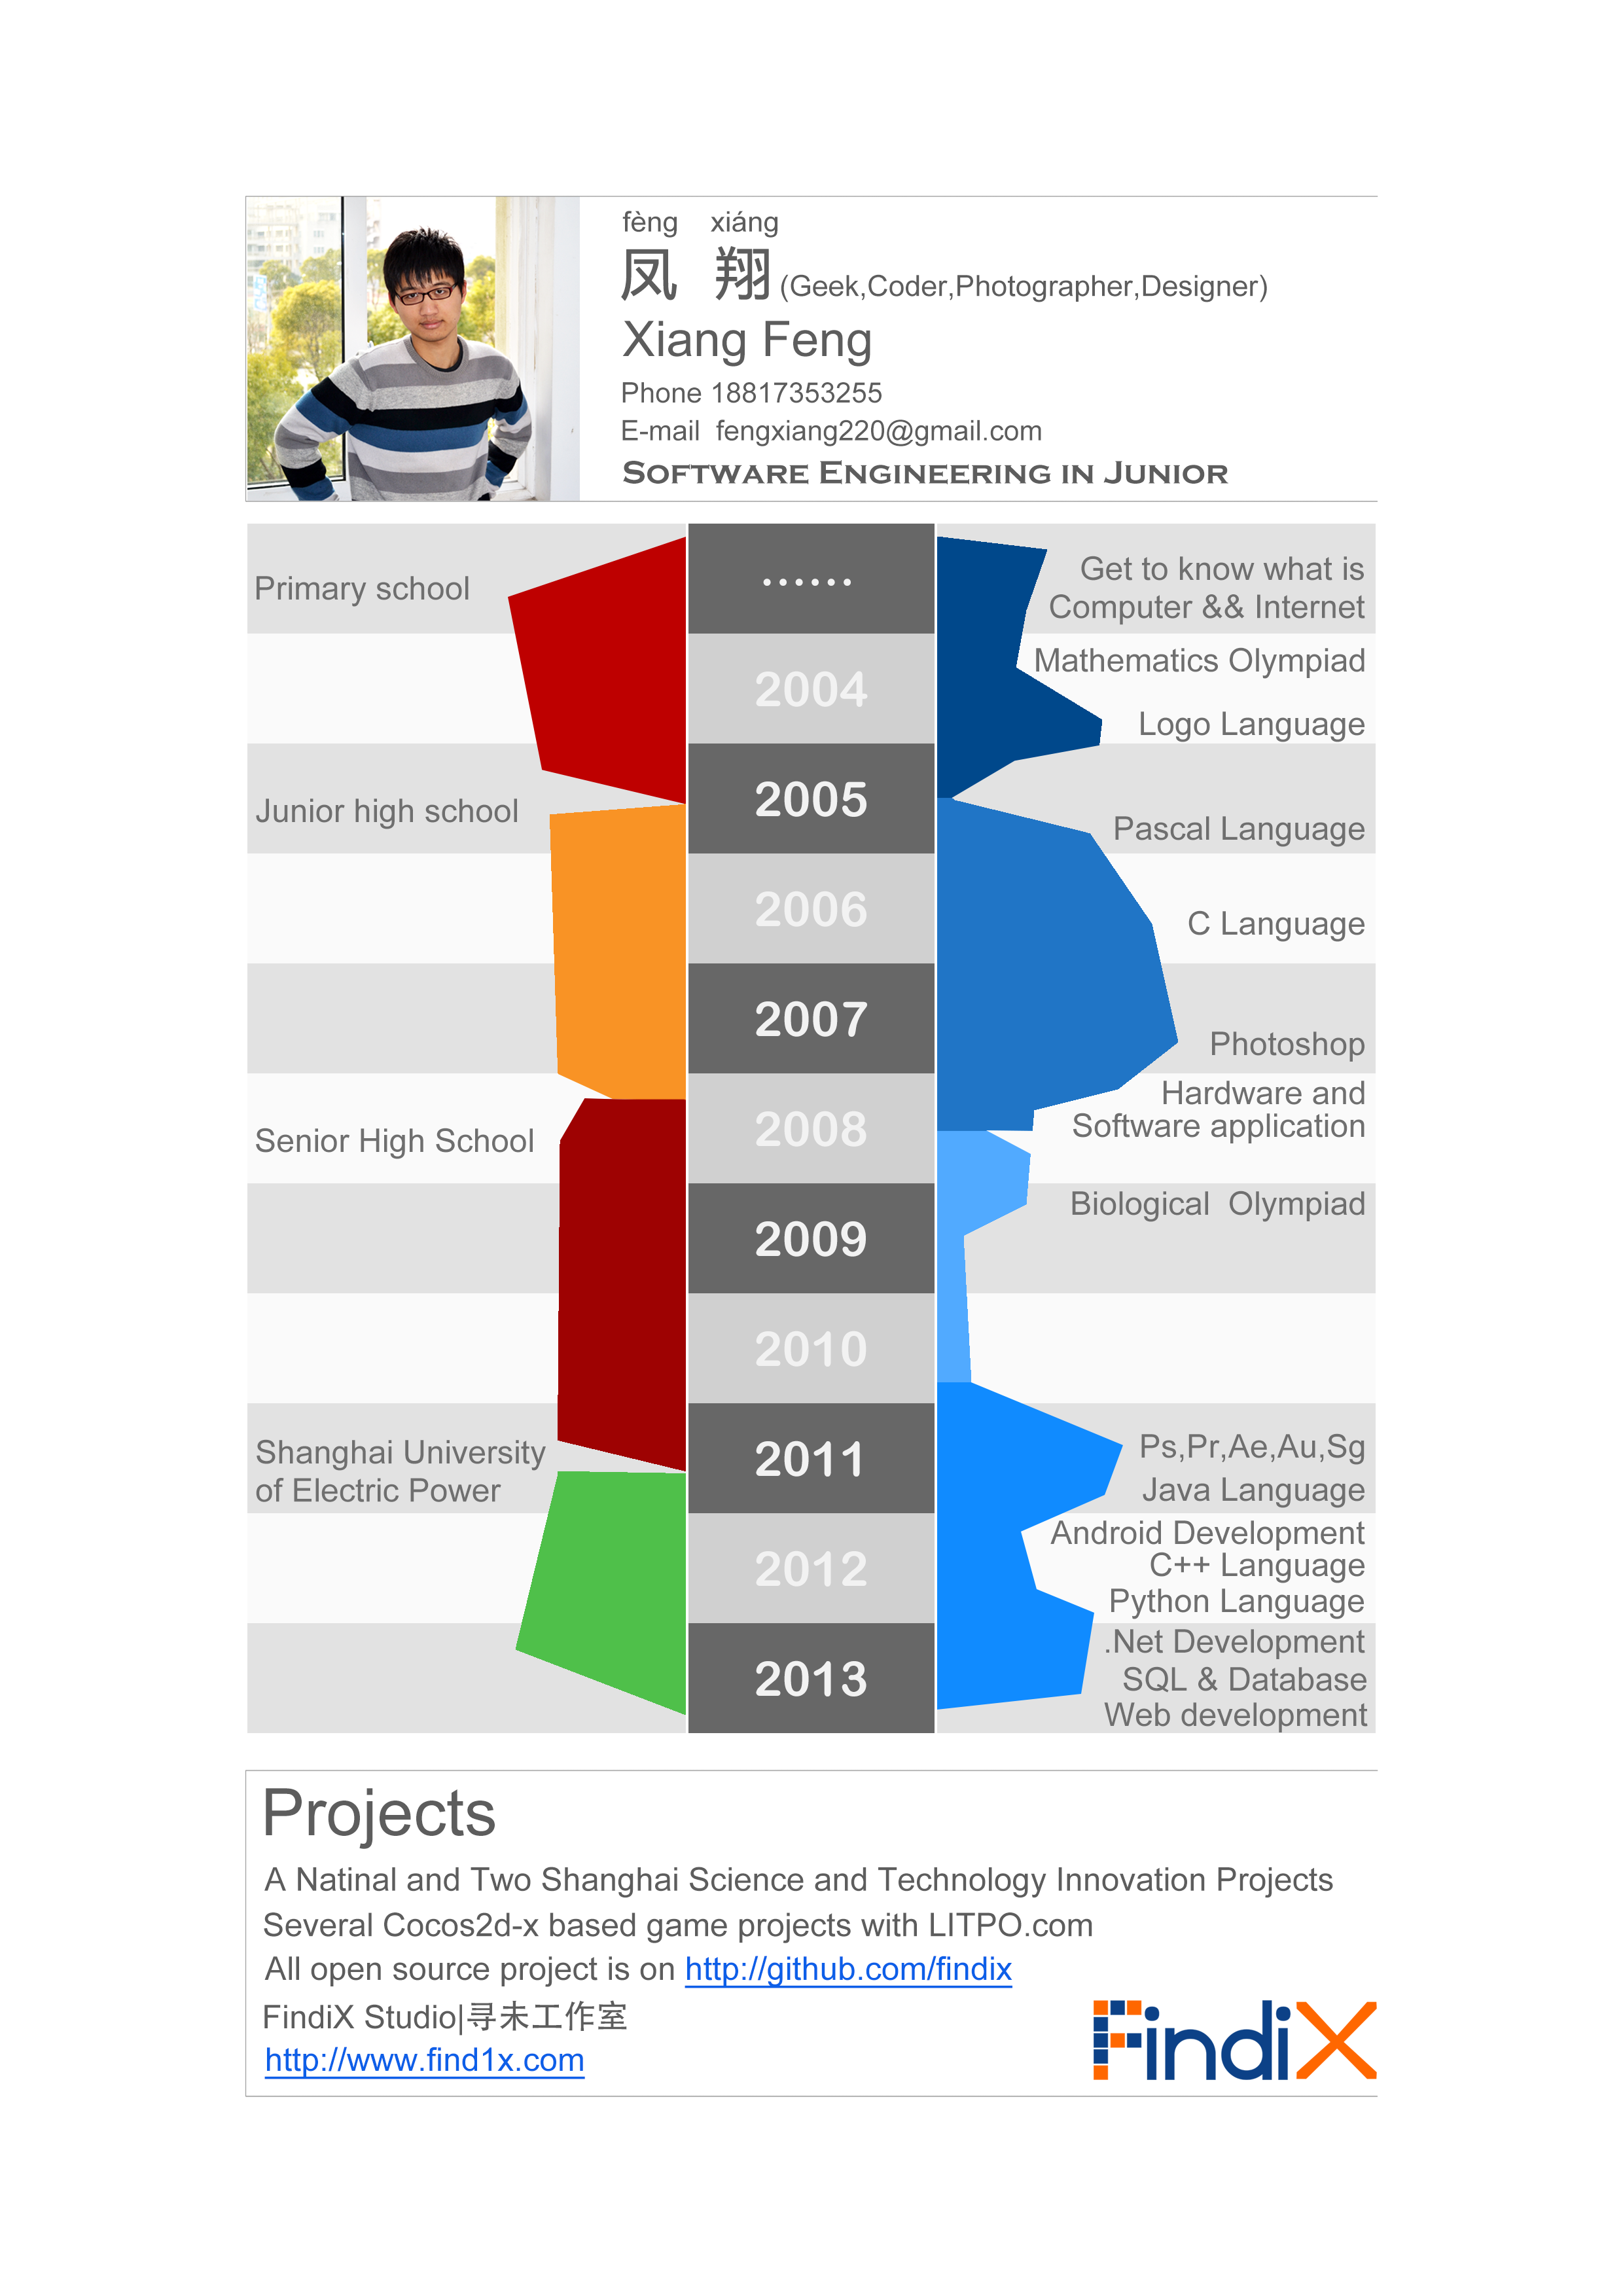 fèng xiáng
凤 翔 (Geek,Coder,Photographer,Designer)
Xiang Feng
Phone 18817353255
E-mail fengxiang220@gmail.com
SOFTWARE ENGINEERING IN JUNIOR
......
Primary school
Get to know what is
Computer && Internet
2004
Mathematics Olympiad
Logo Language
2005
Junior high school
Pascal Language
2006
C Language
2007
Photoshop
2008
Senior High School
Hardware and
Software application
2009
Biological Olympiad
2010
2011
Shanghai University
of Electric Power
Ps,Pr,Ae,Au,Sg
Java Language
2012
Android Development
C++ Language
Python Language
2013
.Net Development
SQL & Database
Web development
Projects
A Natinal and Two Shanghai Science and Technology Innovation Projects
Several Cocos2d-x based game projects with LITPO.com
All open source project is on http://github.com/findix
FindiX Studio|寻未工作室
http://www.find1x.com
FindiX